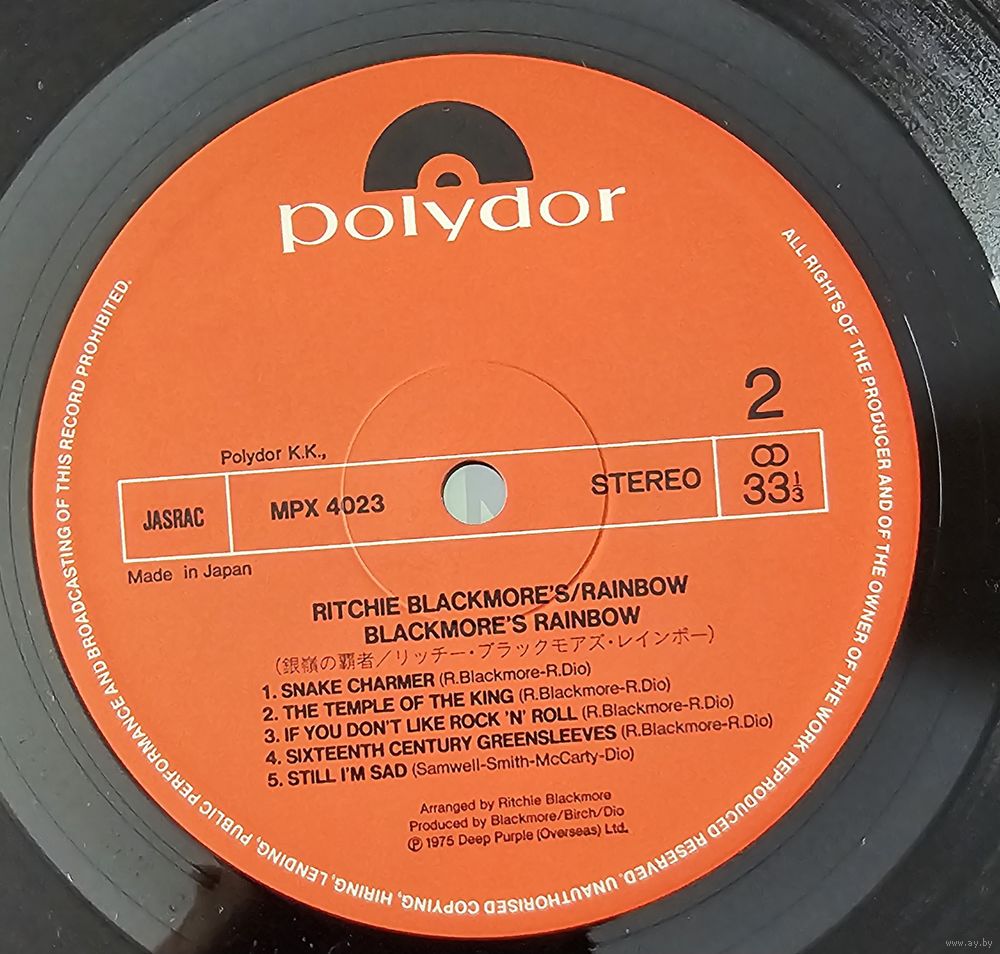 polydor
2
Polydor K.K.,
JASRAC
MPX 4023
STEREO
33 1/3
Made in Japan
RITCHIE BLACKMORE'S/RAINBOW
BLACKMORE'S RAINBOW
(銀嶺の覇者/リッチー・ブラックモアズ・レインボー)
1. SNAKE CHARMER (R.Blackmore-R.Dio)
2. THE TEMPLE OF THE KING (R.Blackmore-R.Dio)
3. IF YOU DON'T LIKE ROCK 'N' ROLL (R.Blackmore-R.Dio)
4. SIXTEENTH CENTURY GREENSLEEVES (R.Blackmore-R.Dio)
5. STILL I'M SAD (Samwell-Smith-McCarty-Dio)
Arranged by Ritchie Blackmore
Produced by Blackmore/Birch/Dio
Ⓟ 1975 Deep Purple (Overseas) Ltd.
ALL RIGHTS OF THE PRODUCER AND OF THE OWNER OF THE WORK REPRODUCED RESERVED. UNAUTHORISED COPYING, HIRING, LENDING, PUBLIC PERFORMANCE AND BROADCASTING OF THIS RECORD PROHIBITED.
www.ay.by